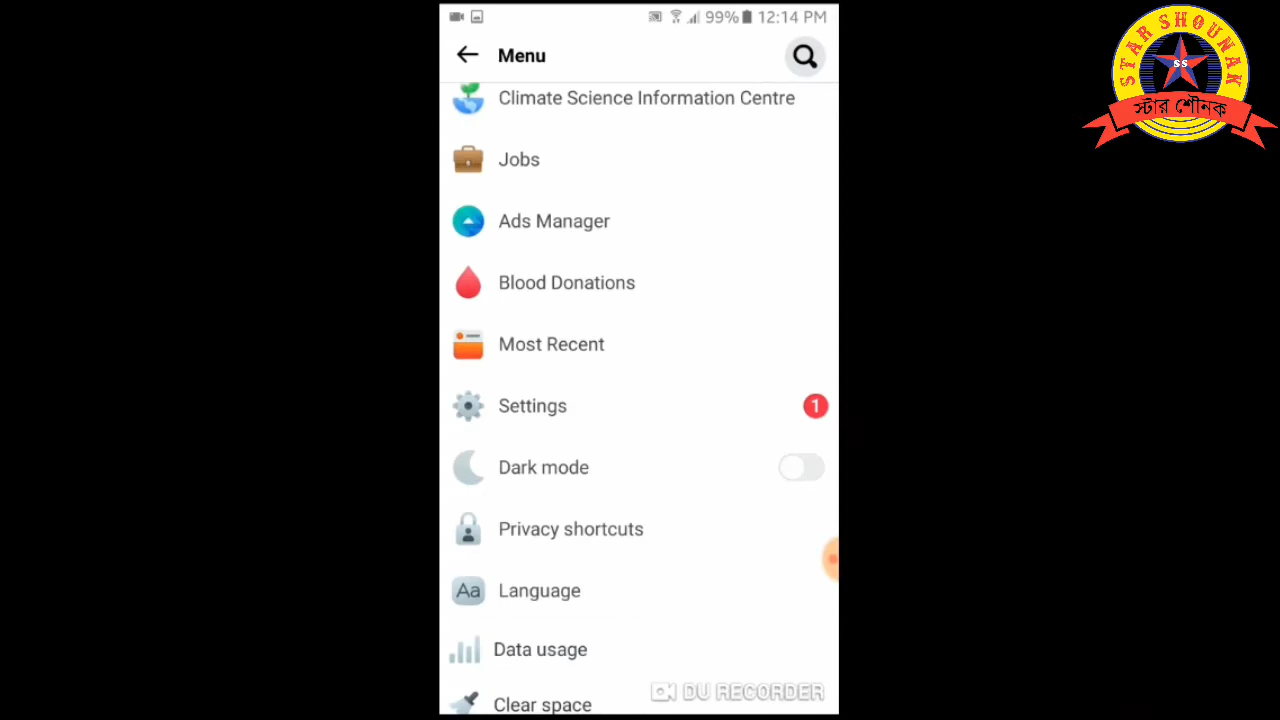 99% 12:14 PM
Menu
Climate Science Information Centre
Jobs
Ads Manager
Blood Donations
Most Recent
Settings
1
Dark mode
Privacy shortcuts
Aa
Language
Data usage
Clear space
DU RECORDER
STAR SHOUNAK
SS
স্টার শৌনক